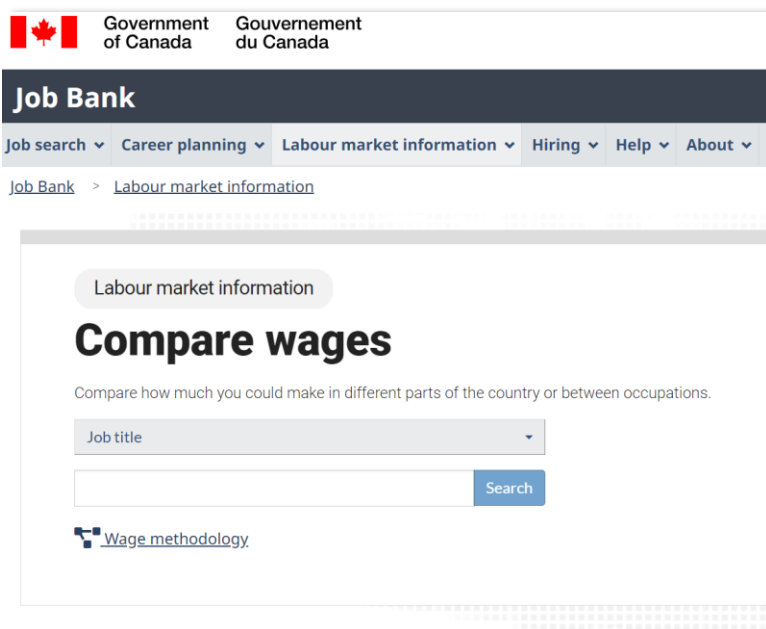 Government of Canada
Gouvernement du Canada
Job Bank
Job search Career planning Labour market information Hiring Help About
Job Bank > Labour market information
Labour market information
Compare wages
Compare how much you could make in different parts of the country or between occupations.
Job title
Search
Wage methodology